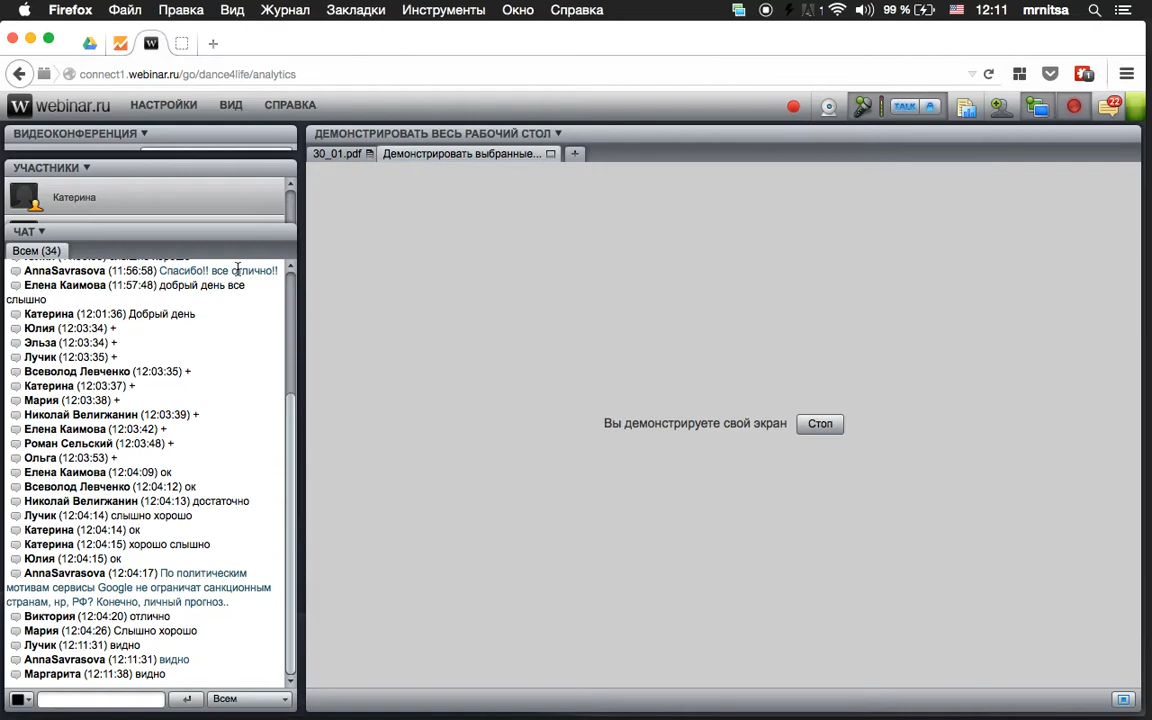 Firefox Файл Правка Вид Журнал Закладки Инструменты Окно Справка 1 99 % 12:11 mrnitsa
connect1.webinar.ru/go/dance4life/analytics 1
W webinar.ru НАСТРОЙКИ ВИД СПРАВКА TALK A 22
ВИДЕОКОНФЕРЕНЦИЯ
ДЕМОНСТРИРОВАТЬ ВЕСЬ РАБОЧИЙ СТОЛ
30_01.pdf Демонстрировать выбранные... +
УЧАСТНИКИ
Катерина
ЧАТ
Всем (34)
AnnaSavrasova (11:56:58) Спасибо!! все отлично!!
Елена Каимова (11:57:48) добрый день все
слышно
Катерина (12:01:36) Добрый день
Юлия (12:03:34) +
Эльза (12:03:34) +
Лучик (12:03:35) +
Всеволод Левченко (12:03:35) +
Катерина (12:03:37) +
Мария (12:03:38) +
Николай Велигжанин (12:03:39) +
Елена Каимова (12:03:42) +
Роман Сельский (12:03:48) +
Ольга (12:03:53) +
Елена Каимова (12:04:09) ок
Всеволод Левченко (12:04:12) ок
Николай Велигжанин (12:04:13) достаточно
Лучик (12:04:14) слышно хорошо
Катерина (12:04:14) ок
Катерина (12:04:15) хорошо слышно
Юлия (12:04:15) ок
AnnaSavrasova (12:04:17) По политическим
мотивам сервисы Google не ограничат санкционным
странам, нр, РФ? Конечно, личный прогноз..
Виктория (12:04:20) отлично
Мария (12:04:26) Слышно хорошо
Лучик (12:11:31) видно
AnnaSavrasova (12:11:31) видно
Маргарита (12:11:38) видно
Вы демонстрируете свой экран Стоп
Всем